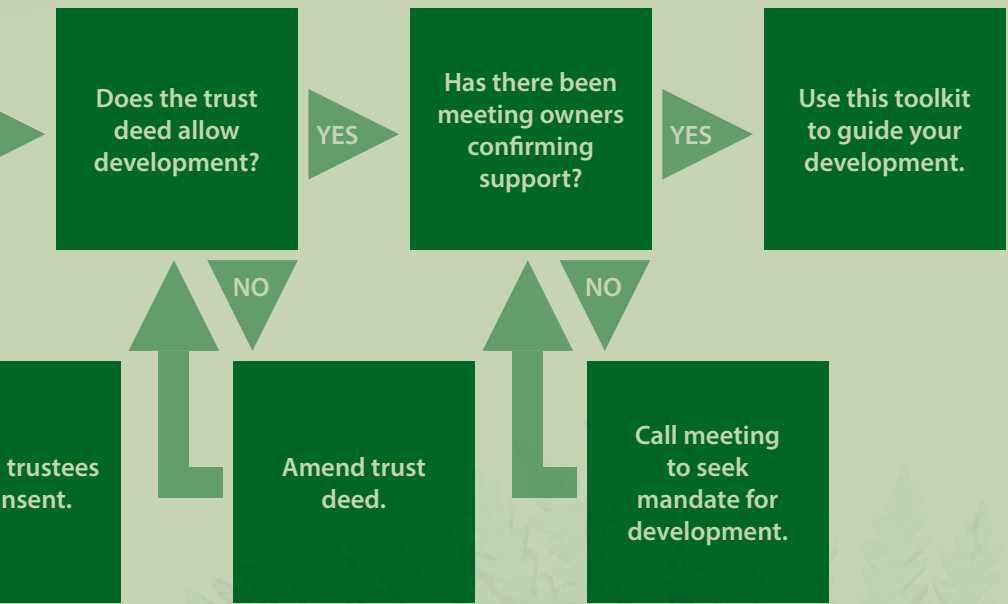 Does the trust
deed allow
development?
YES
Has there been
meeting owners
confirming
support?
YES
Use this toolkit
to guide your
development.
NO
NO
trustees
nsent.
Amend trust
deed.
Call meeting
to seek
mandate for
development.